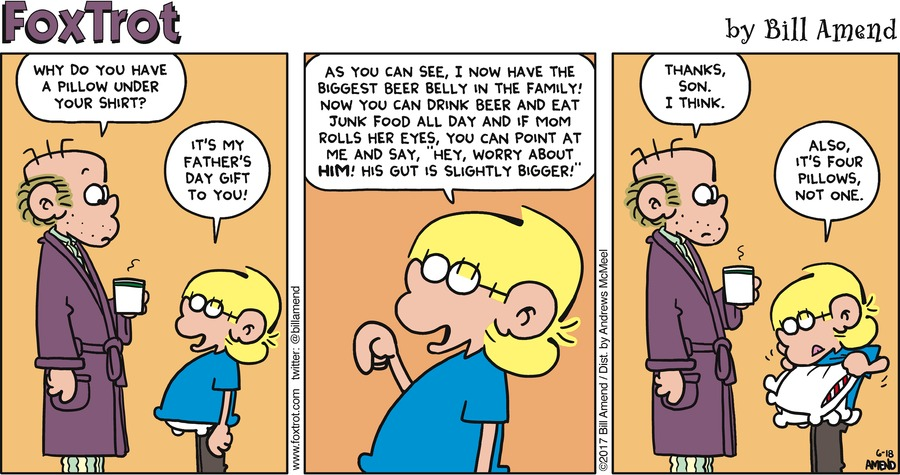 FoxTrot
by Bill Amend
WHY DO YOU HAVE
A PILLOW UNDER
YOUR SHIRT?
IT'S MY
FATHER'S
DAY GIFT
TO YOU!
www.foxtrot.com twitter: @billamend
AS YOU CAN SEE, I NOW HAVE THE
BIGGEST BEER BELLY IN THE FAMILY!
NOW YOU CAN DRINK BEER AND EAT
JUNK FOOD ALL DAY AND IF MOM
ROLLS HER EYES, YOU CAN POINT AT
ME AND SAY, "HEY, WORRY ABOUT
HIM! HIS GUT IS SLIGHTLY BIGGER!"
©2017 Bill Amend / Dist. by Andrews McMeel
THANKS,
SON.
I THINK.
ALSO,
IT'S FOUR
PILLOWS,
NOT ONE.
6-18
AMEND